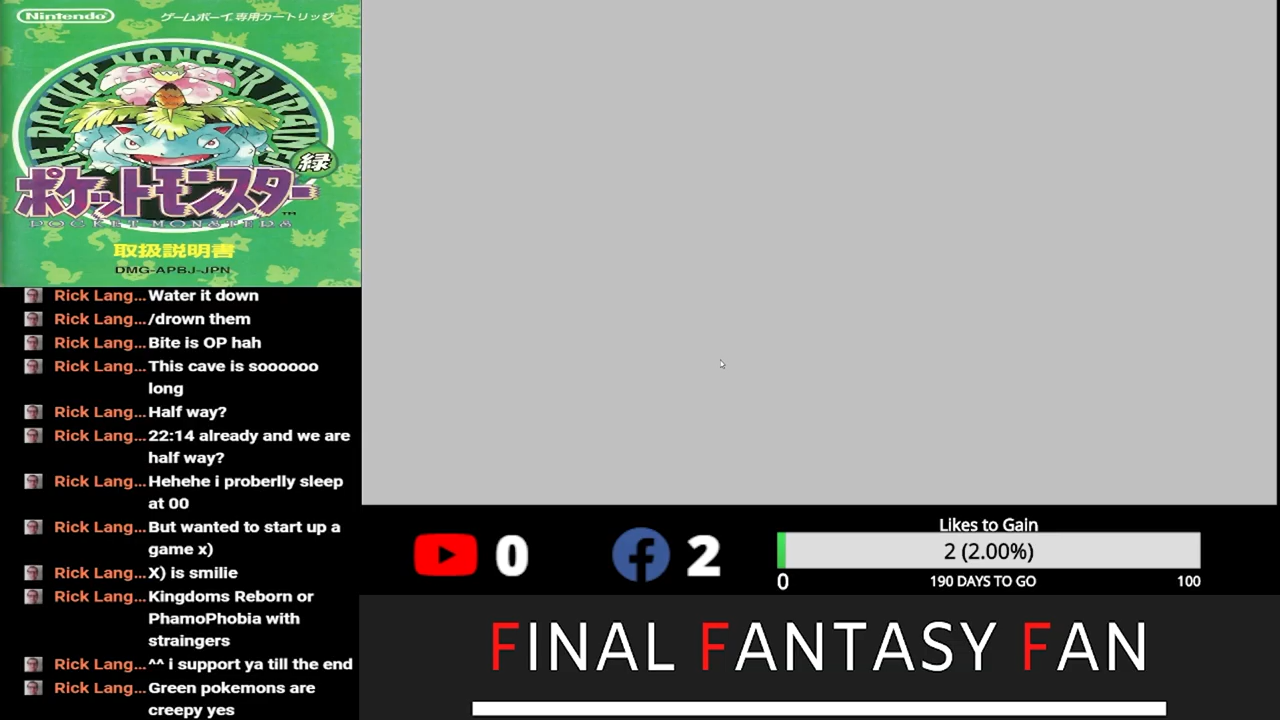 Nintendo
ゲームボーイ専用カートリッジ
THE POCKET MONSTER TRAINER
緑
ポケットモンスター
™
POCKET MONSTERS
取扱説明書
DMG-APBJ-JPN
Rick Lang... Water it down
Rick Lang... /drown them
Rick Lang... Bite is OP hah
Rick Lang... This cave is soooooo
long
Rick Lang... Half way?
Rick Lang... 22:14 already and we are
half way?
Rick Lang... Hehehe i proberlly sleep
at 00
Rick Lang... But wanted to start up a
game x)
Rick Lang... X) is smilie
Rick Lang... Kingdoms Reborn or
PhamoPhobia with
straingers
Rick Lang... ^^ i support ya till the end
Rick Lang... Green pokemons are
creepy yes
0
2
Likes to Gain
2 (2.00%)
0 190 DAYS TO GO 100
FINAL FANTASY FAN